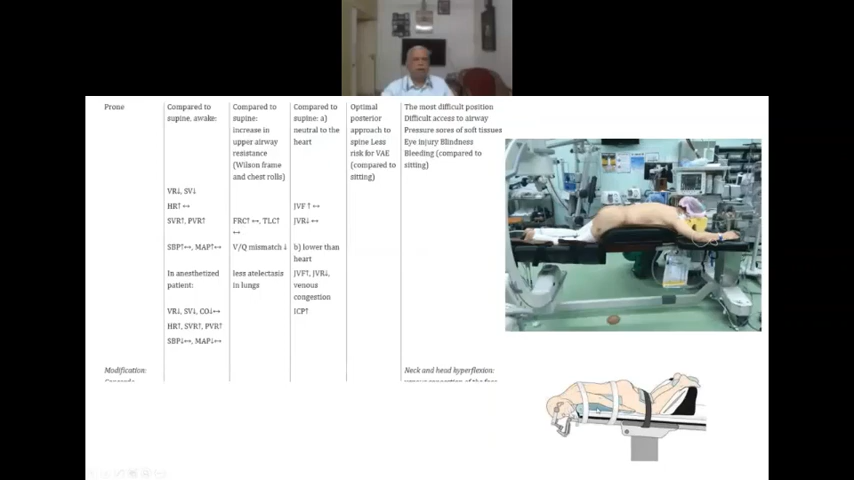 Prone
Compared to
supine, awake:
VR↓, SV↓
HR↑ ↔
SVR↑, PVR↑
SBP↑↔, MAP↑↔
In anesthetized
patient:
VR↓, SV↓, CO↓↔
HR↑, SVR↑, PVR↑
SBP↓↔, MAP↓↔
Compared to
supine:
increase in
upper airway
resistance
(Wilson frame
and chest rolls)
FRC↑ ↔, TLC↑
↔
V/Q mismatch ↓
less atelectasis
in lungs
Compared to
supine: a)
neutral to the
heart
JVF ↑ ↔
JVR↓ ↔
b) lower than
heart
JVF↑, JVR↓,
venous
congestion
ICP↑
Optimal
posterior
approach to
spine Less
risk for VAE
(compared to
sitting)
The most difficult position
Difficult access to airway
Pressure sores of soft tissues
Eye injury Blindness
Bleeding (compared to
sitting)
Modification:
Neck and head hyperflexion: